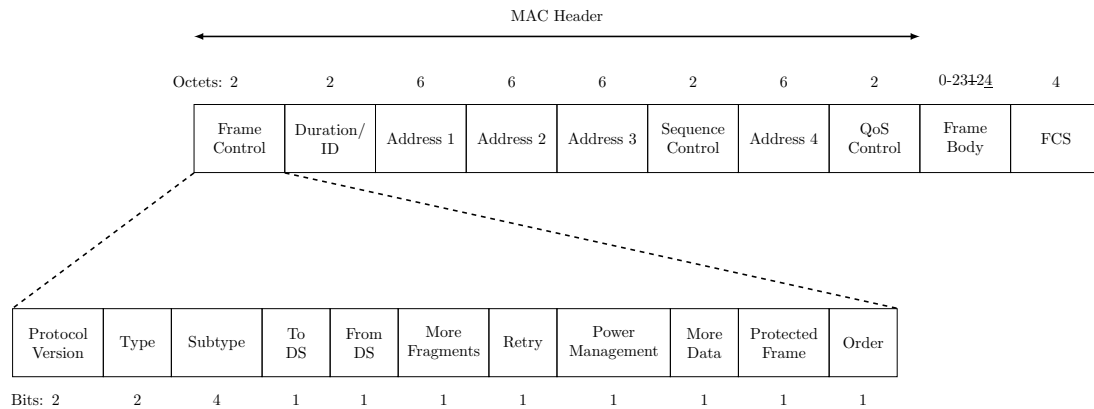 MAC Header
Octets: 2 2 6 6 6 2 6 2 0-2312̶4 4
Frame Control Duration/ ID Address 1 Address 2 Address 3 Sequence Control Address 4 QoS Control Frame Body FCS
Protocol Version Type Subtype To DS From DS More Fragments Retry Power Management More Data Protected Frame Order
Bits: 2 2 4 1 1 1 1 1 1 1 1